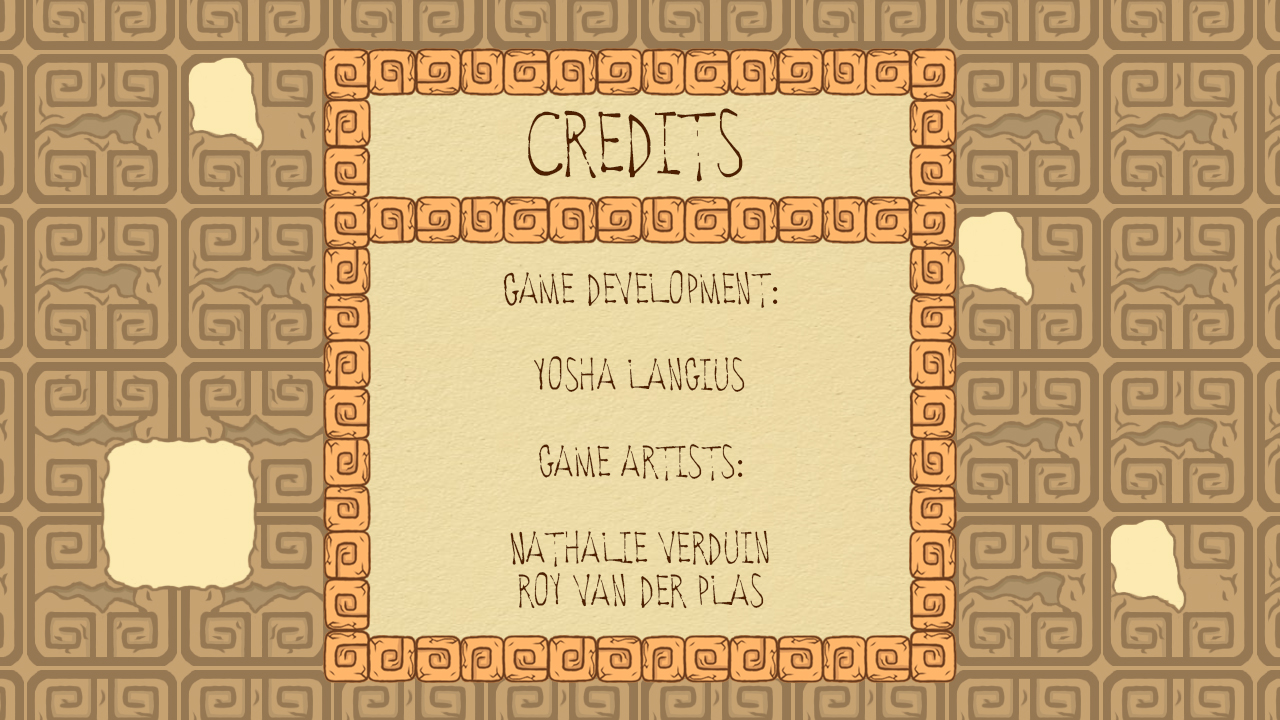 CREDITS
GAME DEVELOPMENT:
YOSHA LANGIUS
GAME ARTISTS:
NATHALIE VERDUIN
ROY VAN DER PLAS